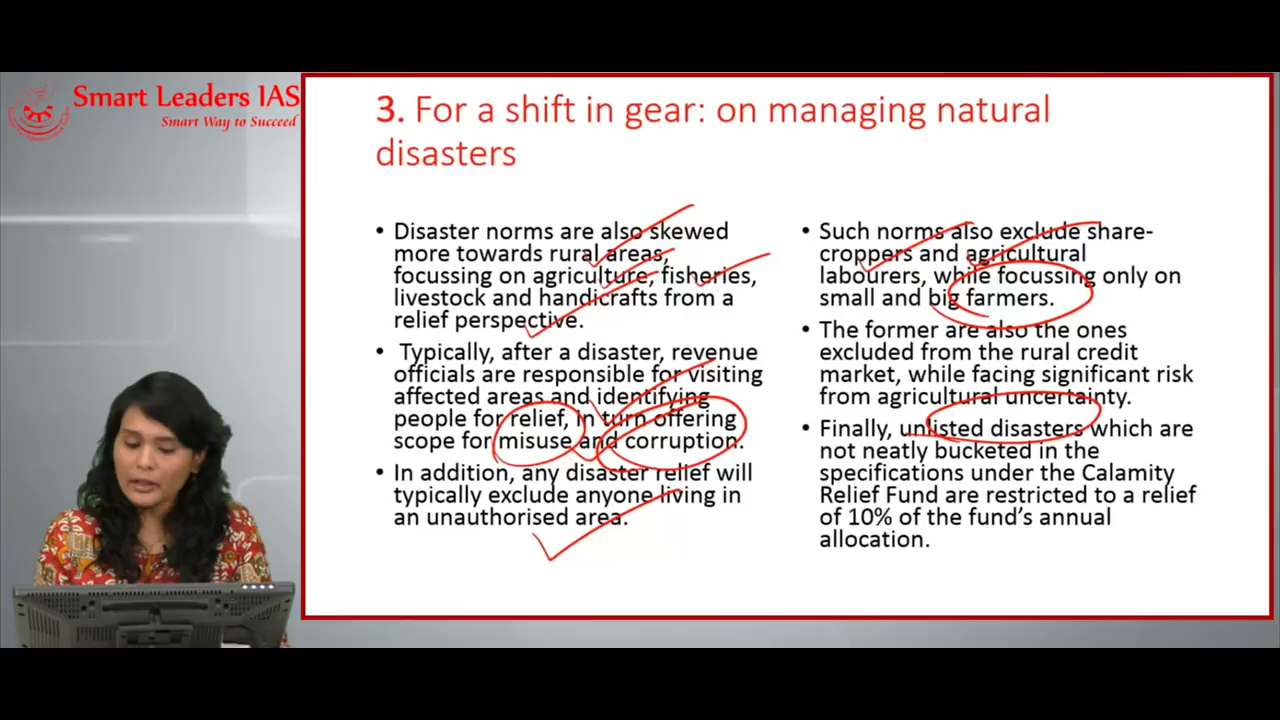 Smart Leaders IAS
Smart Way to Succeed
3. For a shift in gear: on managing natural
disasters
• Disaster norms are also skewed
more towards rural areas,
focussing on agriculture, fisheries,
livestock and handicrafts from a
relief perspective.
• Typically, after a disaster, revenue
officials are responsible for visiting
affected areas and identifying
people for relief, in turn offering
scope for misuse and corruption.
• In addition, any disaster relief will
typically exclude anyone living in
an unauthorised area.
• Such norms also exclude share-
croppers and agricultural
labourers, while focussing only on
small and big farmers.
• The former are also the ones
excluded from the rural credit
market, while facing significant risk
from agricultural uncertainty.
• Finally, unlisted disasters which are
not neatly bucketed in the
specifications under the Calamity
Relief Fund are restricted to a relief
of 10% of the fund's annual
allocation.